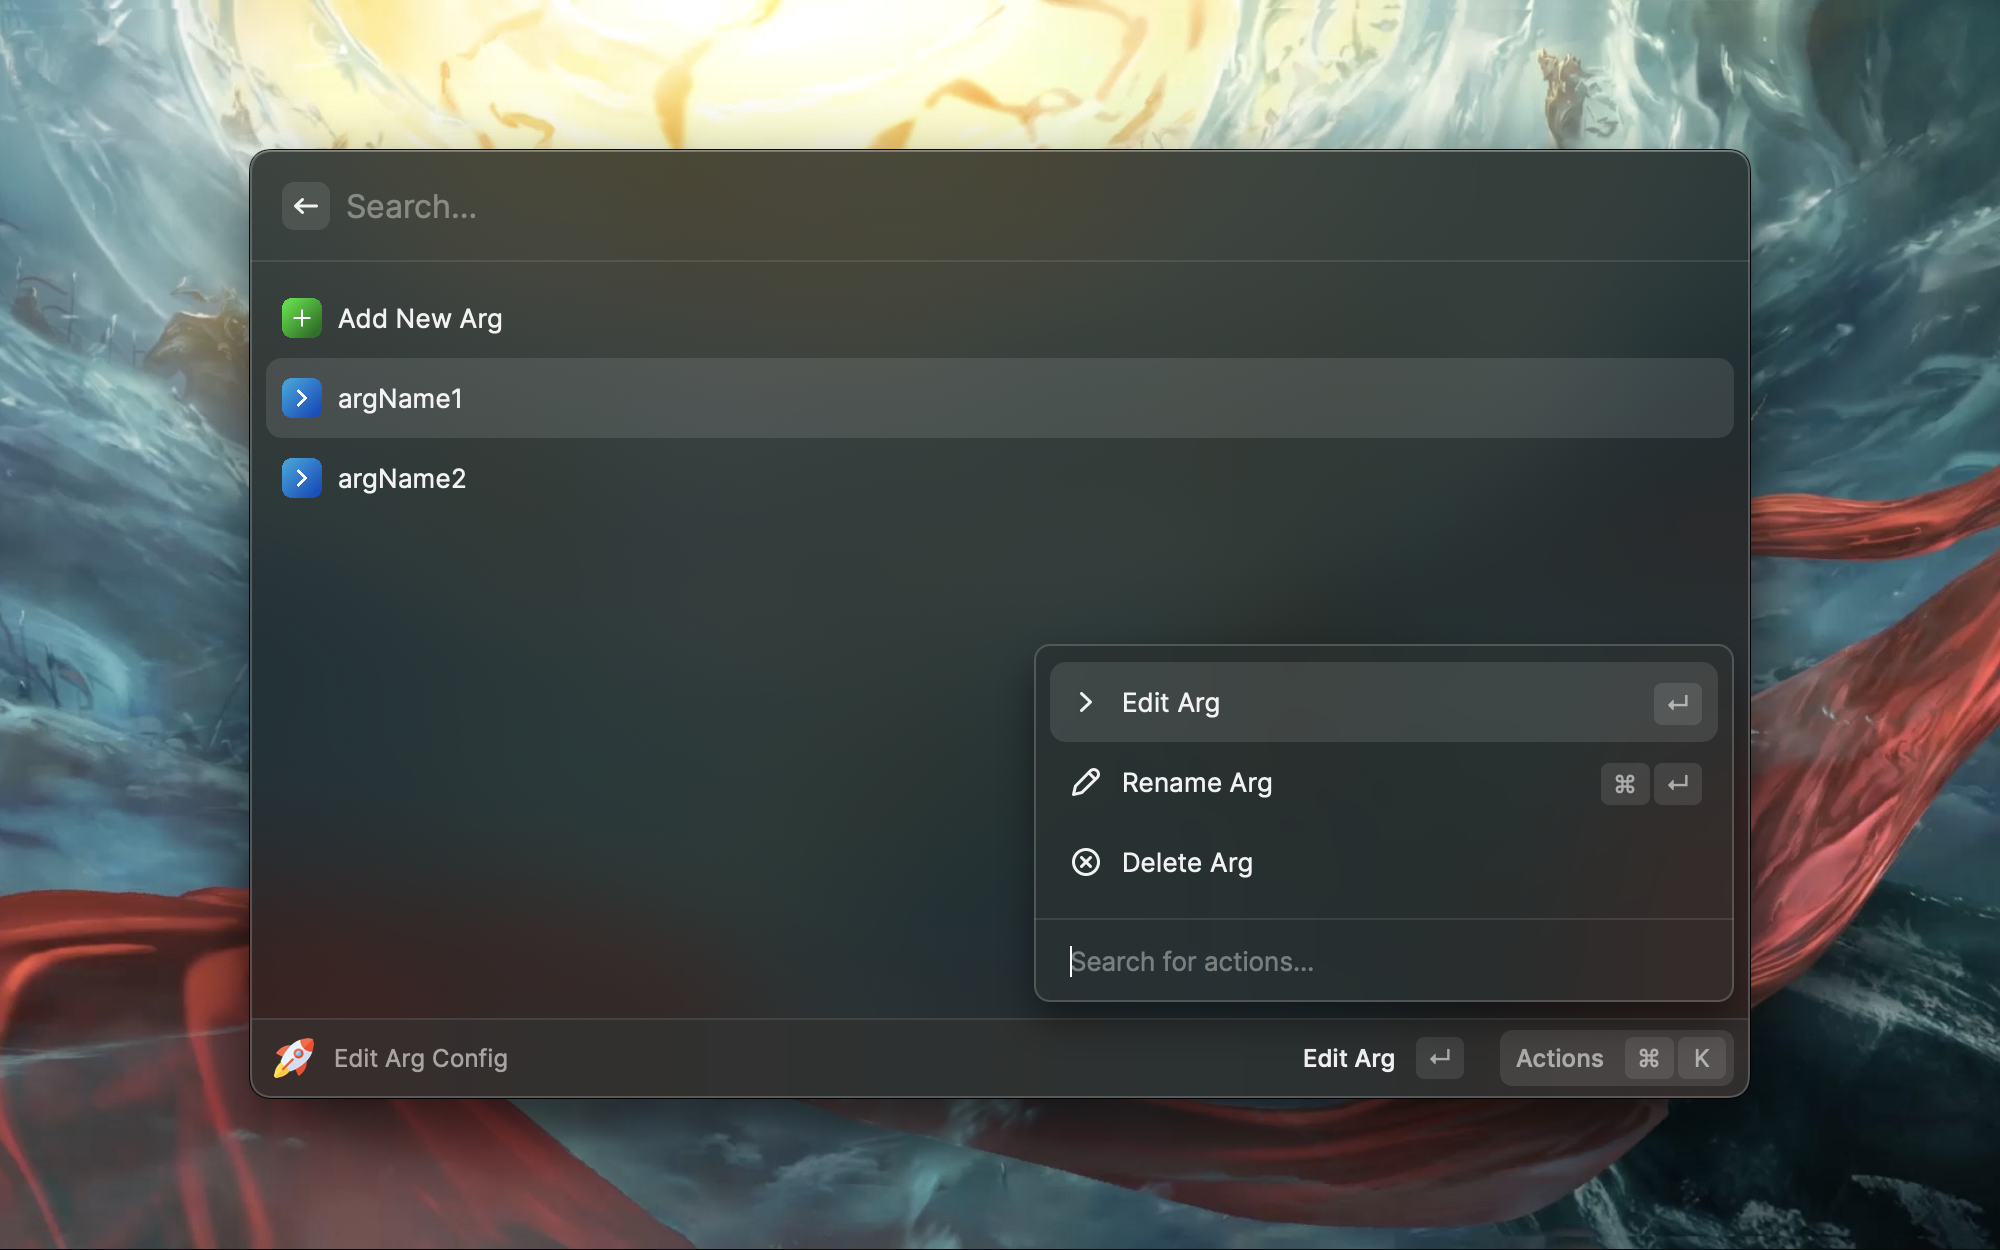 Search...
Add New Arg
argName1
argName2
Edit Arg
Rename Arg ⌘
Delete Arg
Search for actions...
Edit Arg Config
Edit Arg
Actions ⌘ K